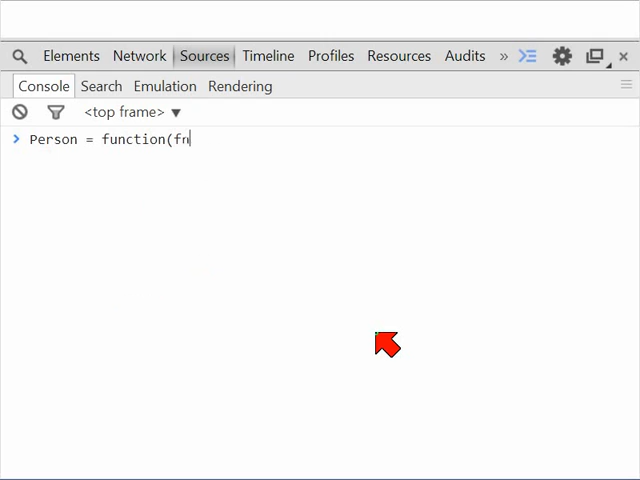 Elements Network Sources Timeline Profiles Resources Audits »
Console Search Emulation Rendering
<top frame> ▼
> Person = function(fn